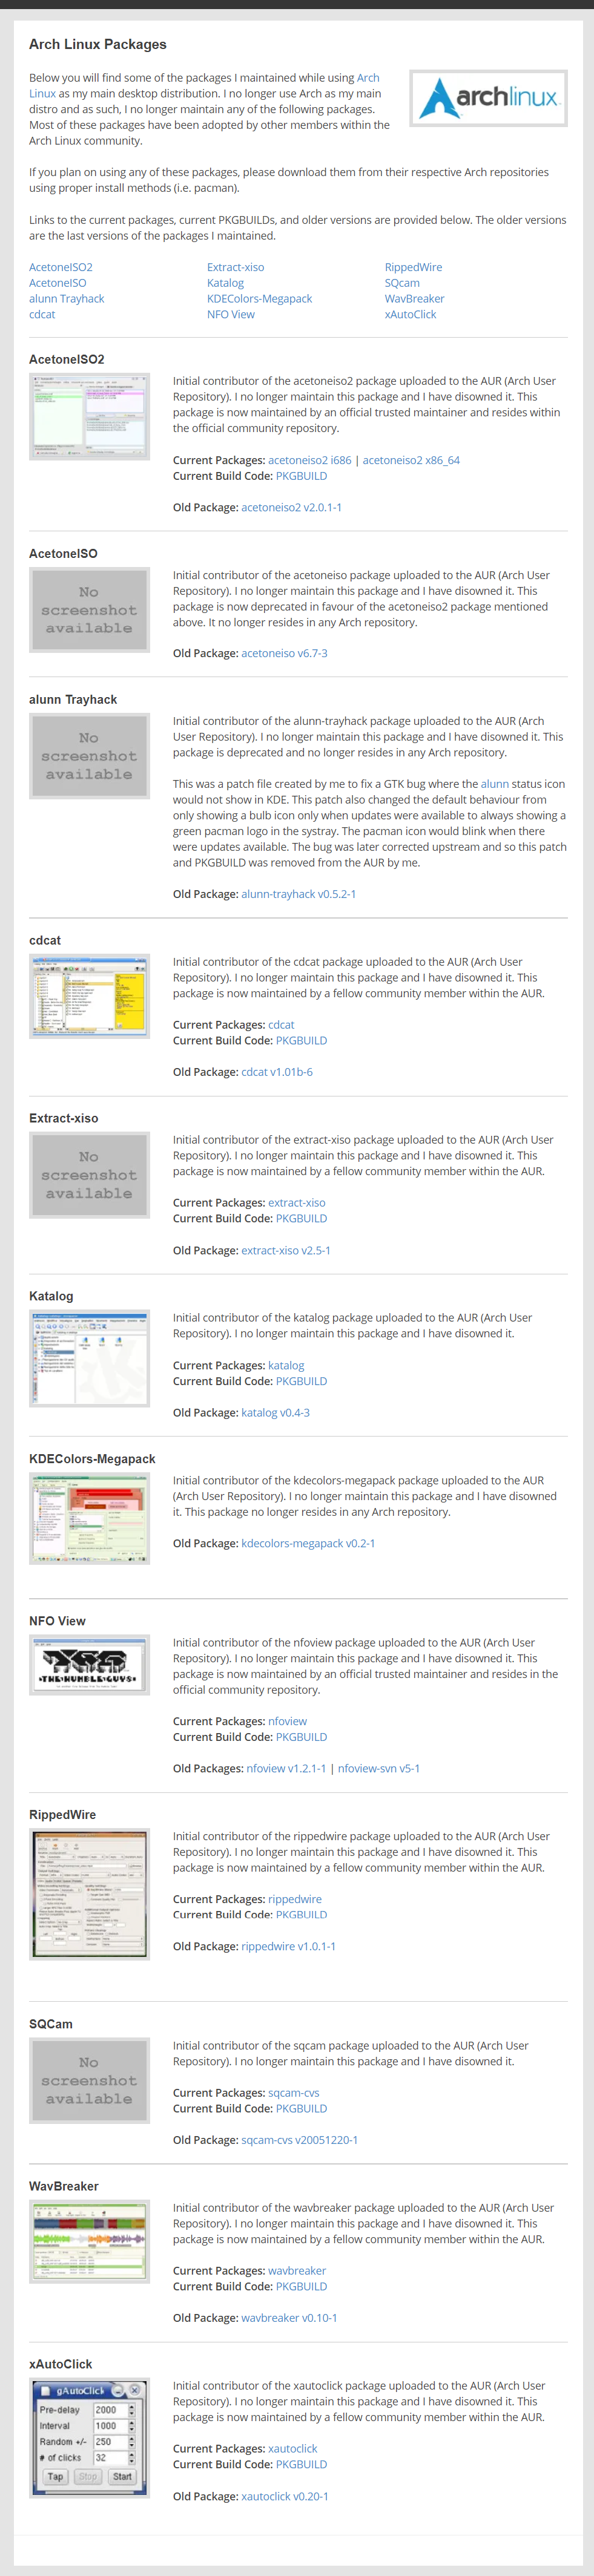 Arch Linux Packages
Below you will find some of the packages I maintained while using Arch
Linux as my main desktop distribution. I no longer use Arch as my main
distro and as such, I no longer maintain any of the following packages.
Most of these packages have been adopted by other members within the
Arch Linux community.
archlinux
If you plan on using any of these packages, please download them from their respective Arch repositories
using proper install methods (i.e. pacman).
Links to the current packages, current PKGBUILDs, and older versions are provided below. The older versions
are the last versions of the packages I maintained.
AcetoneISO2 Extract-xiso RippedWire
AcetoneISO Katalog SQcam
alunn Trayhack KDEColors-Megapack WavBreaker
cdcat NFO View xAutoClick
AcetoneISO2
Initial contributor of the acetoneiso2 package uploaded to the AUR (Arch User
Repository). I no longer maintain this package and I have disowned it. This
package is now maintained by an official trusted maintainer and resides within
the official community repository.
Current Packages: acetoneiso2 i686 | acetoneiso2 x86_64
Current Build Code: PKGBUILD
Old Package: acetoneiso2 v2.0.1-1
AcetoneISO
No
screenshot
available
Initial contributor of the acetoneiso package uploaded to the AUR (Arch User
Repository). I no longer maintain this package and I have disowned it. This
package is now deprecated in favour of the acetoneiso2 package mentioned
above. It no longer resides in any Arch repository.
Old Package: acetoneiso v6.7-3
alunn Trayhack
No
screenshot
available
Initial contributor of the alunn-trayhack package uploaded to the AUR (Arch
User Repository). I no longer maintain this package and I have disowned it. This
package is deprecated and no longer resides in any Arch repository.
This was a patch file created by me to fix a GTK bug where the alunn status icon
would not show in KDE. This patch also changed the default behaviour from
only showing a bulb icon only when updates were available to always showing a
green pacman logo in the systray. The pacman icon would blink when there
were updates available. The bug was later corrected upstream and so this patch
and PKGBUILD was removed from the AUR by me.
Old Package: alunn-trayhack v0.5.2-1
cdcat
Initial contributor of the cdcat package uploaded to the AUR (Arch User
Repository). I no longer maintain this package and I have disowned it. This
package is now maintained by a fellow community member within the AUR.
Current Packages: cdcat
Current Build Code: PKGBUILD
Old Package: cdcat v1.01b-6
Extract-xiso
No
screenshot
available
Initial contributor of the extract-xiso package uploaded to the AUR (Arch User
Repository). I no longer maintain this package and I have disowned it. This
package is now maintained by a fellow community member within the AUR.
Current Packages: extract-xiso
Current Build Code: PKGBUILD
Old Package: extract-xiso v2.5-1
Katalog
Initial contributor of the katalog package uploaded to the AUR (Arch User
Repository). I no longer maintain this package and I have disowned it.
Current Packages: katalog
Current Build Code: PKGBUILD
Old Package: katalog v0.4-3
KDEColors-Megapack
Initial contributor of the kdecolors-megapack package uploaded to the AUR
(Arch User Repository). I no longer maintain this package and I have disowned
it. This package no longer resides in any Arch repository.
Old Package: kdecolors-megapack v0.2-1
NFO View
THE HUMBLE GUYS
Initial contributor of the nfoview package uploaded to the AUR (Arch User
Repository). I no longer maintain this package and I have disowned it. This
package is now maintained by an official trusted maintainer and resides in the
official community repository.
Current Packages: nfoview
Current Build Code: PKGBUILD
Old Packages: nfoview v1.2.1-1 | nfoview-svn v5-1
RippedWire
Initial contributor of the rippedwire package uploaded to the AUR (Arch User
Repository). I no longer maintain this package and I have disowned it. This
package is now maintained by a fellow community member within the AUR.
Current Packages: rippedwire
Current Build Code: PKGBUILD
Old Package: rippedwire v1.0.1-1
SQCam
No
screenshot
available
Initial contributor of the sqcam package uploaded to the AUR (Arch User
Repository). I no longer maintain this package and I have disowned it.
Current Packages: sqcam-cvs
Current Build Code: PKGBUILD
Old Package: sqcam-cvs v20051220-1
WavBreaker
Initial contributor of the wavbreaker package uploaded to the AUR (Arch User
Repository). I no longer maintain this package and I have disowned it. This
package is now maintained by a fellow community member within the AUR.
Current Packages: wavbreaker
Current Build Code: PKGBUILD
Old Package: wavbreaker v0.10-1
xAutoClick
gAutoClick
Pre-delay 2000
Interval 1000
Random +/- 250
# of clicks 32
Tap Stop Start
Initial contributor of the xautoclick package uploaded to the AUR (Arch User
Repository). I no longer maintain this package and I have disowned it. This
package is now maintained by a fellow community member within the AUR.
Current Packages: xautoclick
Current Build Code: PKGBUILD
Old Package: xautoclick v0.20-1